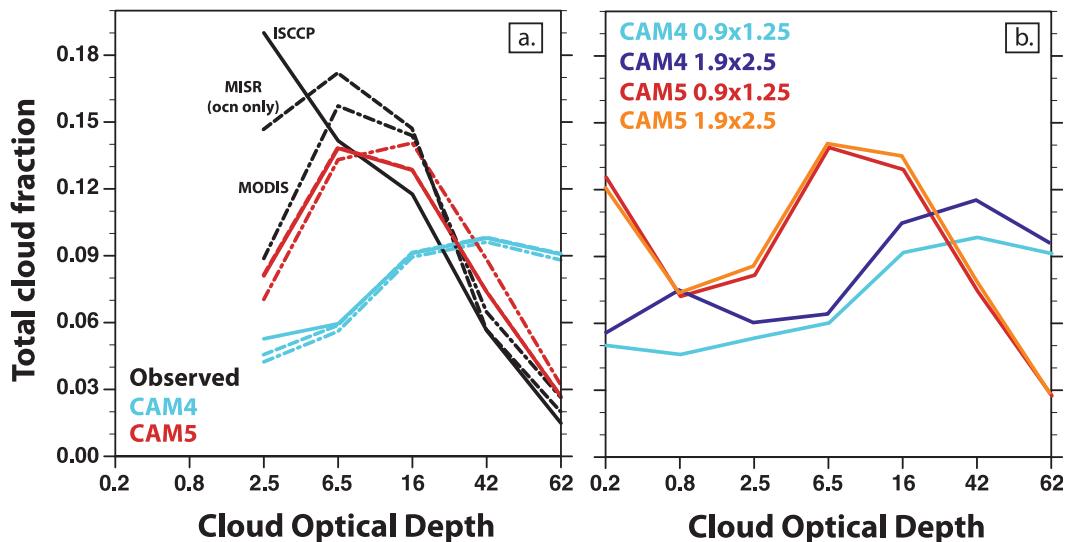 Total cloud fraction
0.18
0.15
0.12
0.09
0.06
0.03
0.00
a.
ISCCP
MISR
(ocn only)
MODIS
Observed
CAM4
CAM5
0.2 0.8 2.5 6.5 16 42 62
Cloud Optical Depth
b.
CAM4 0.9x1.25
CAM4 1.9x2.5
CAM5 0.9x1.25
CAM5 1.9x2.5
0.2 0.8 2.5 6.5 16 42 62
Cloud Optical Depth